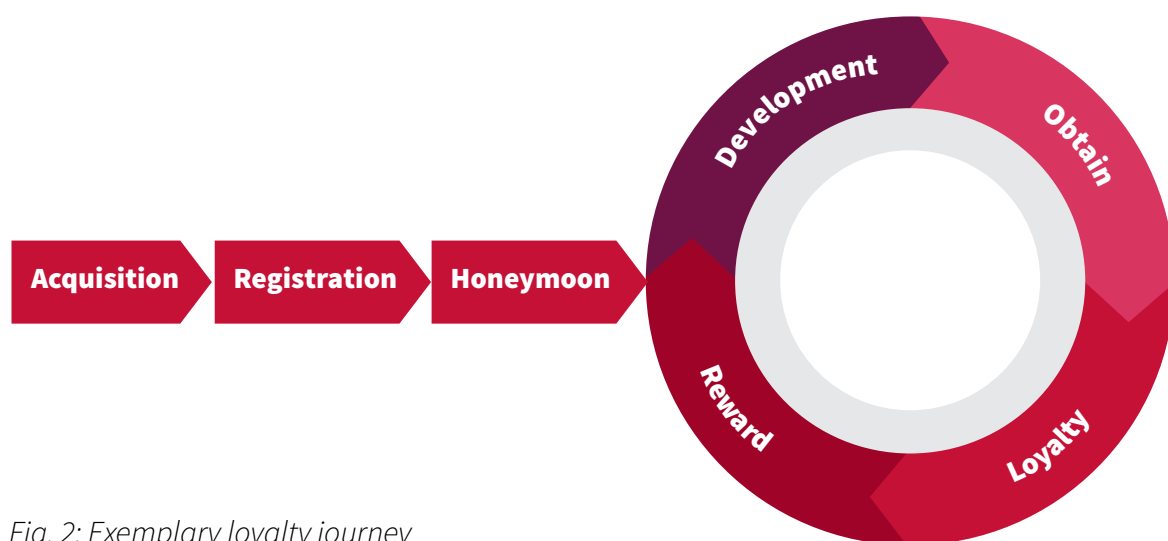 Acquisition
Registration
Honeymoon
Development
Obtain
Loyalty
Reward
Fig. 2: Exemplary loyalty journey